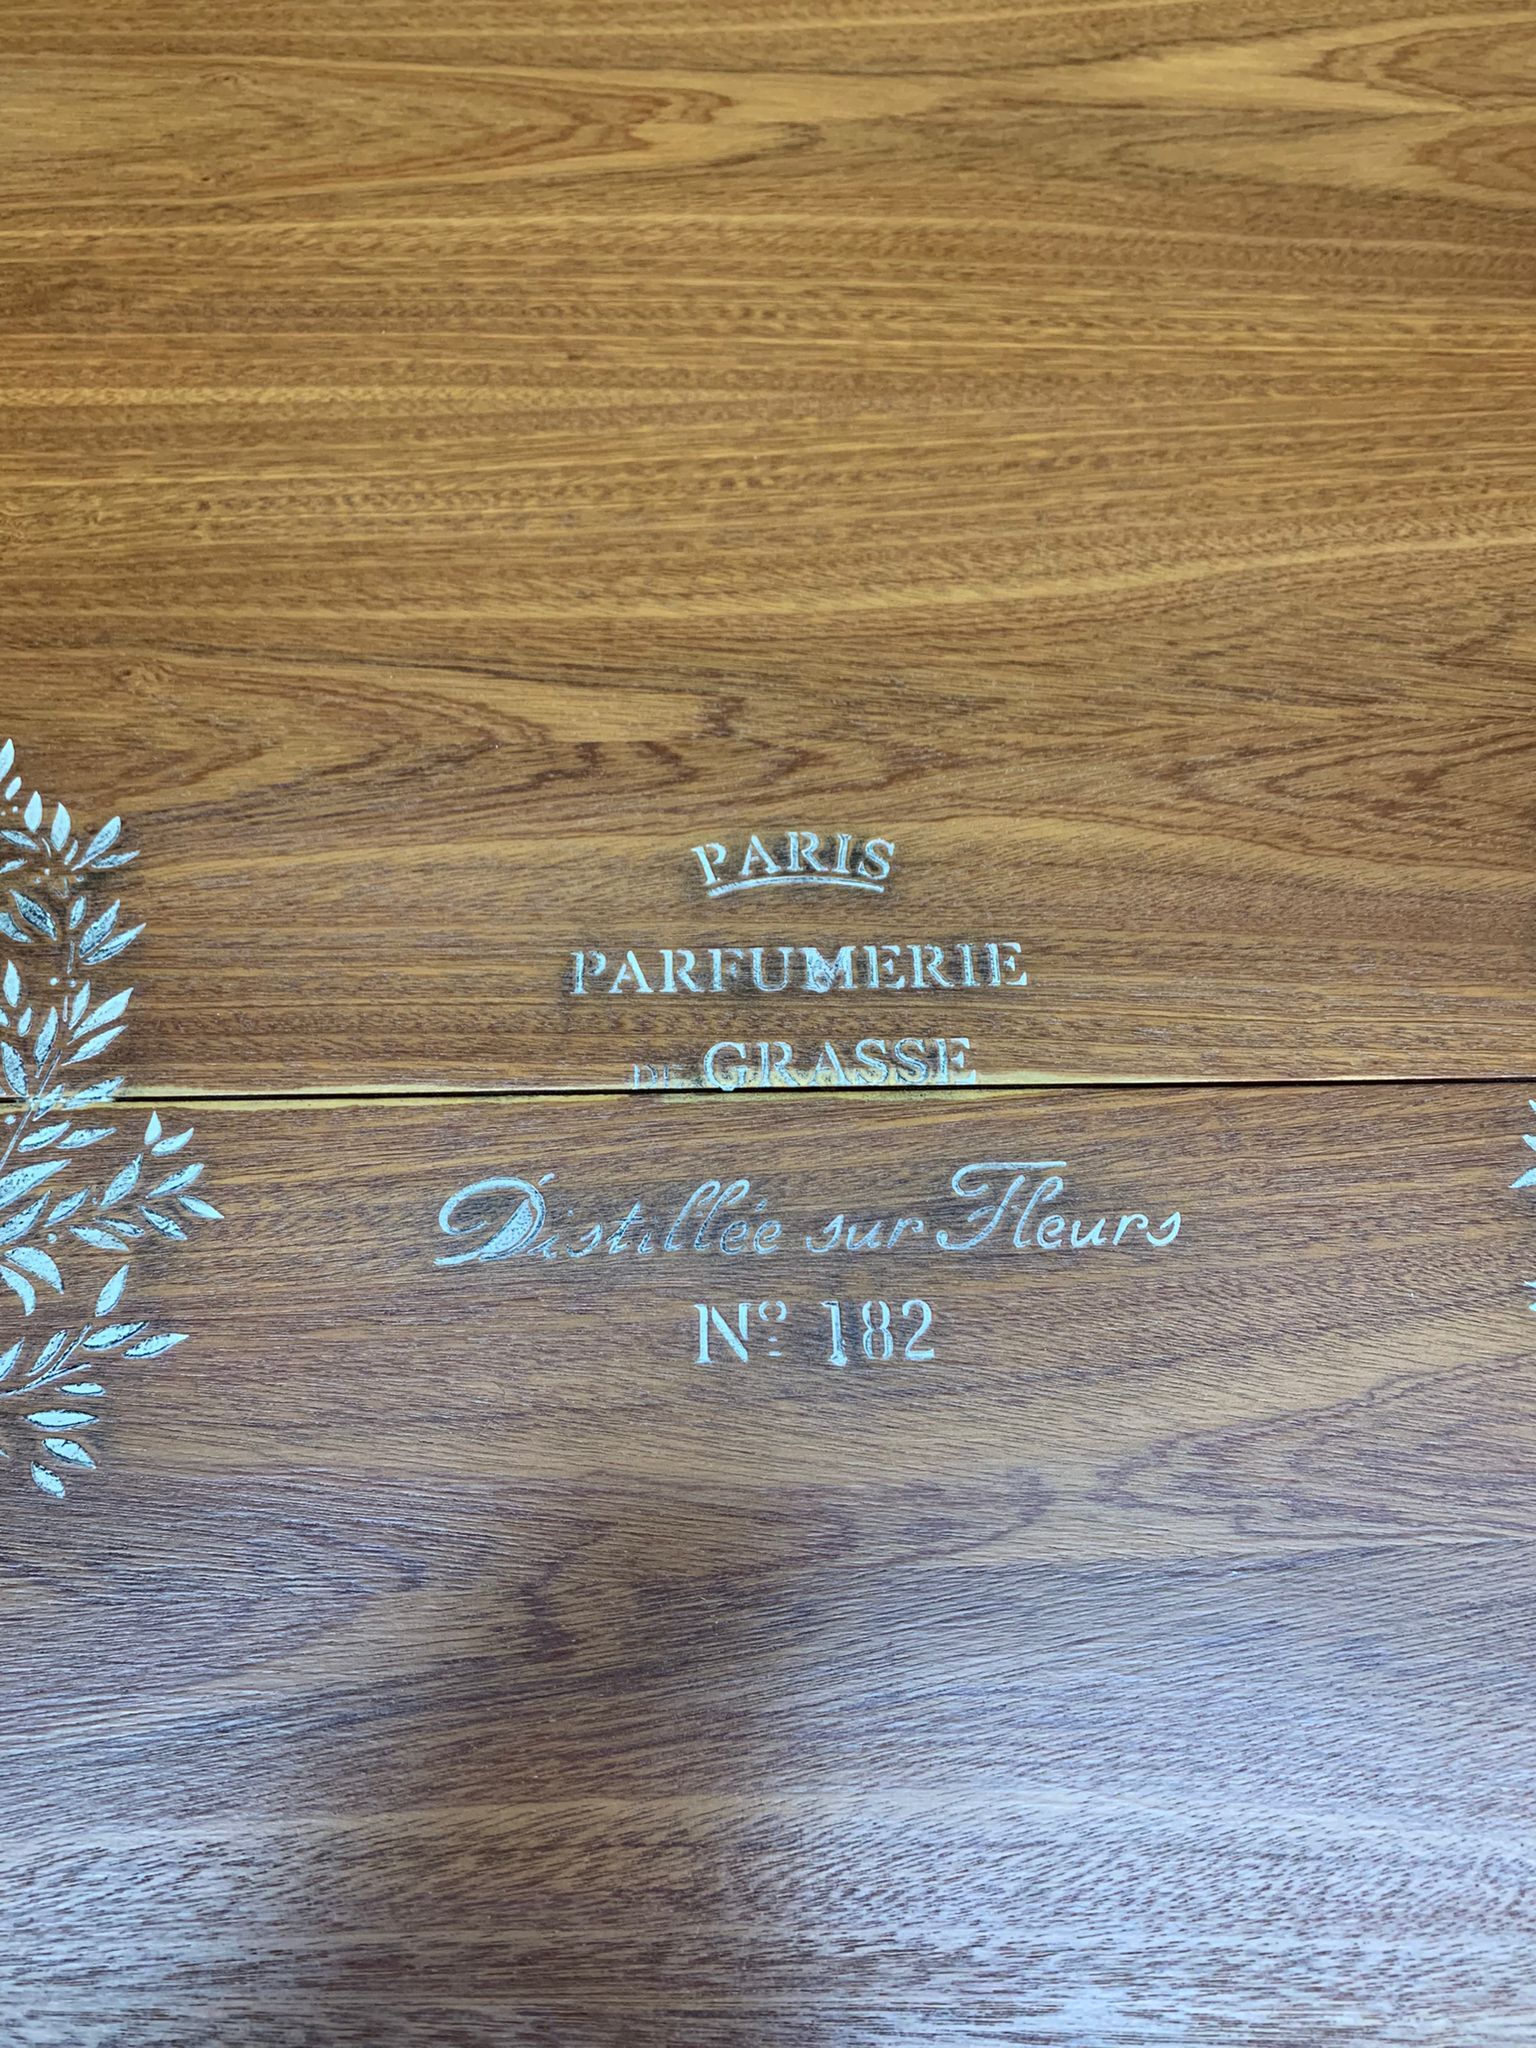 PARIS
PARFUMERIE
DE GRASSE
Distillée sur Fleurs
Nº 182